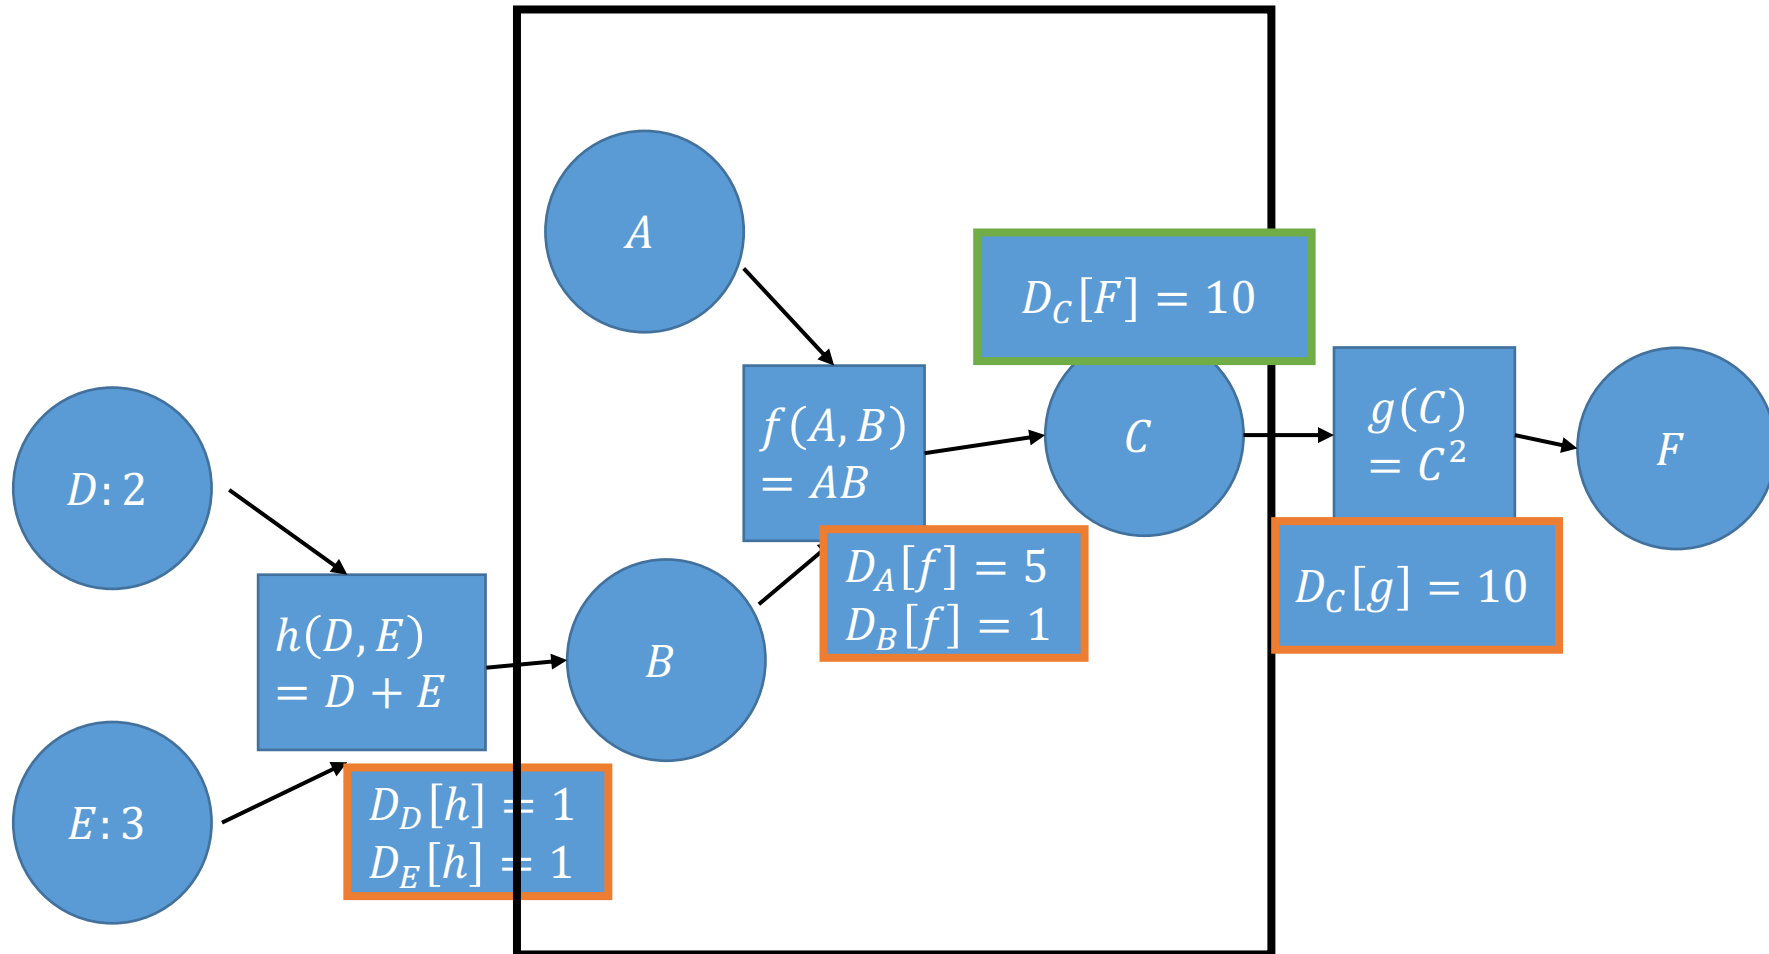 A
D_C[F] = 10
f(A, B)
= AB
C
g(C)
= C²
F
D: 2
D_A[f] = 5
D_B[f] = 1
D_C[g] = 10
h(D, E)
= D + E
B
E: 3
D_D[h] = 1
D_E[h] = 1